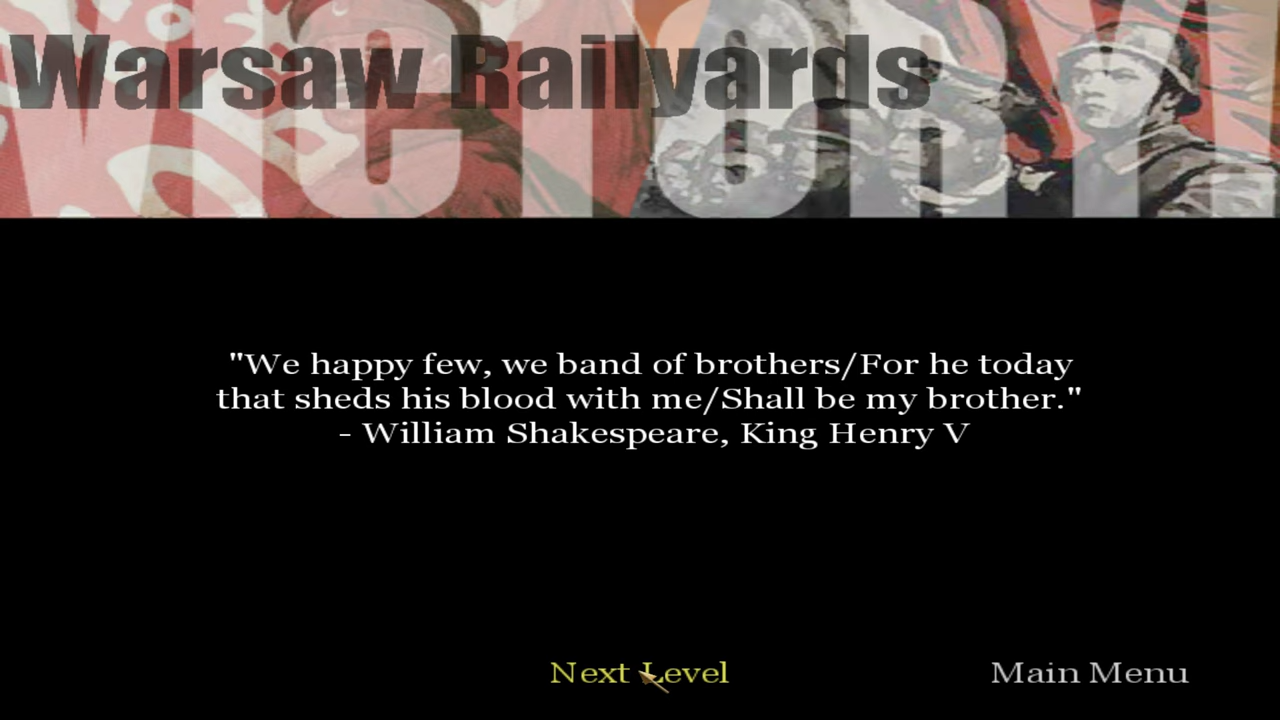 VICTORY!
Warsaw Railyards
"We happy few, we band of brothers/For he today
that sheds his blood with me/Shall be my brother."
- William Shakespeare, King Henry V
Next Level
Main Menu